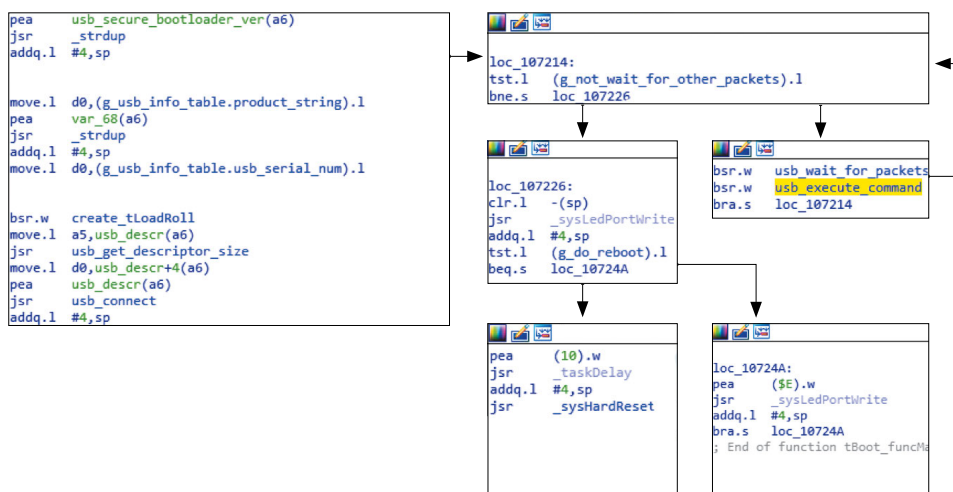 pea usb_secure_bootloader_ver(a6)
jsr _strdup
addq.l #4,sp
move.l d0,(g_usb_info_table.product_string).l
pea var_68(a6)
jsr _strdup
addq.l #4,sp
move.l d0,(g_usb_info_table.usb_serial_num).l
bsr.w create_tLoadRoll
move.l a5,usb_descr(a6)
jsr usb_get_descriptor_size
move.l d0,usb_descr+4(a6)
pea usb_descr(a6)
jsr usb_connect
addq.l #4,sp
loc_107214:
tst.l (g_not_wait_for_other_packets).l
bne.s loc_107226
loc_107226:
clr.l -(sp)
jsr _sysLedPortWrite
addq.l #4,sp
tst.l (g_do_reboot).l
beq.s loc_10724A
bsr.w usb_wait_for_packets
bsr.w usb_execute_command
bra.s loc_107214
pea (10).w
jsr _taskDelay
addq.l #4,sp
jsr _sysHardReset
loc_10724A:
pea ($E).w
jsr _sysLedPortWrite
addq.l #4,sp
bra.s loc_10724A
; End of function tBoot_funcMa